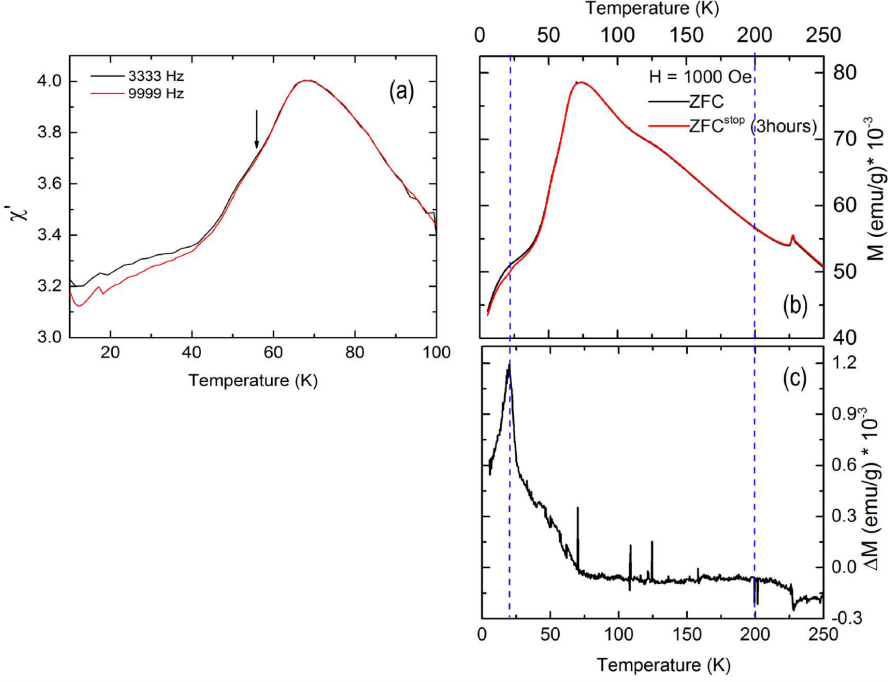 3333 Hz
9999 Hz
(a)
4.0
3.8
3.6
3.4
3.2
3.0
χ'
20 40 60 80 100
Temperature (K)
Temperature (K)
0 50 100 150 200 250
H = 1000 Oe
ZFC
ZFCstop (3hours)
80
70
60
50
40
M (emu/g)* 10-3
(b)
(c)
1.2
0.9
0.6
0.3
0.0
-0.3
ΔM (emu/g) * 10-3
0 50 100 150 200 250
Temperature (K)